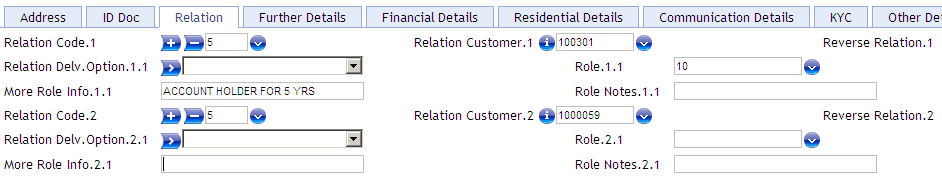 Address ID Doc Relation Further Details Financial Details Residential Details Communication Details KYC Other De
Relation Code.1 5 Relation Customer.1 100301 Reverse Relation.1
Relation Delv.Option.1.1 Role.1.1 10
More Role Info.1.1 ACCOUNT HOLDER FOR 5 YRS Role Notes.1.1
Relation Code.2 5 Relation Customer.2 1000059 Reverse Relation.2
Relation Delv.Option.2.1 Role.2.1
More Role Info.2.1 Role Notes.2.1